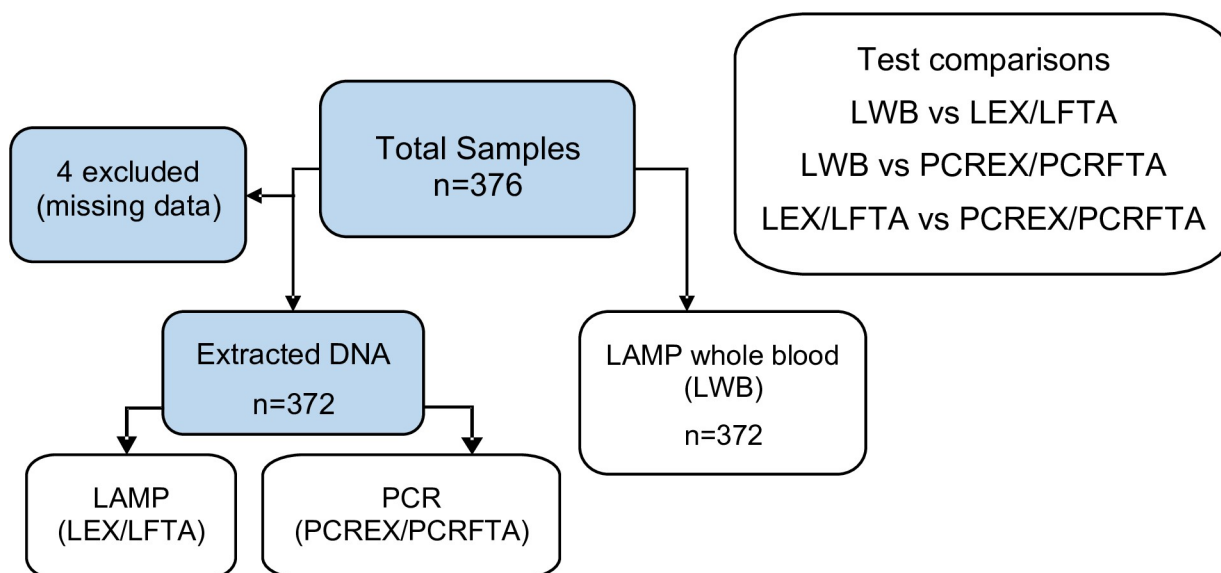 Total Samples
n=376
4 excluded
(missing data)
Extracted DNA
n=372
LAMP whole blood
(LWB)
n=372
LAMP
(LEX/LFTA)
PCR
(PCREX/PCRFTA)
Test comparisons
LWB vs LEX/LFTA
LWB vs PCREX/PCRFTA
LEX/LFTA vs PCREX/PCRFTA